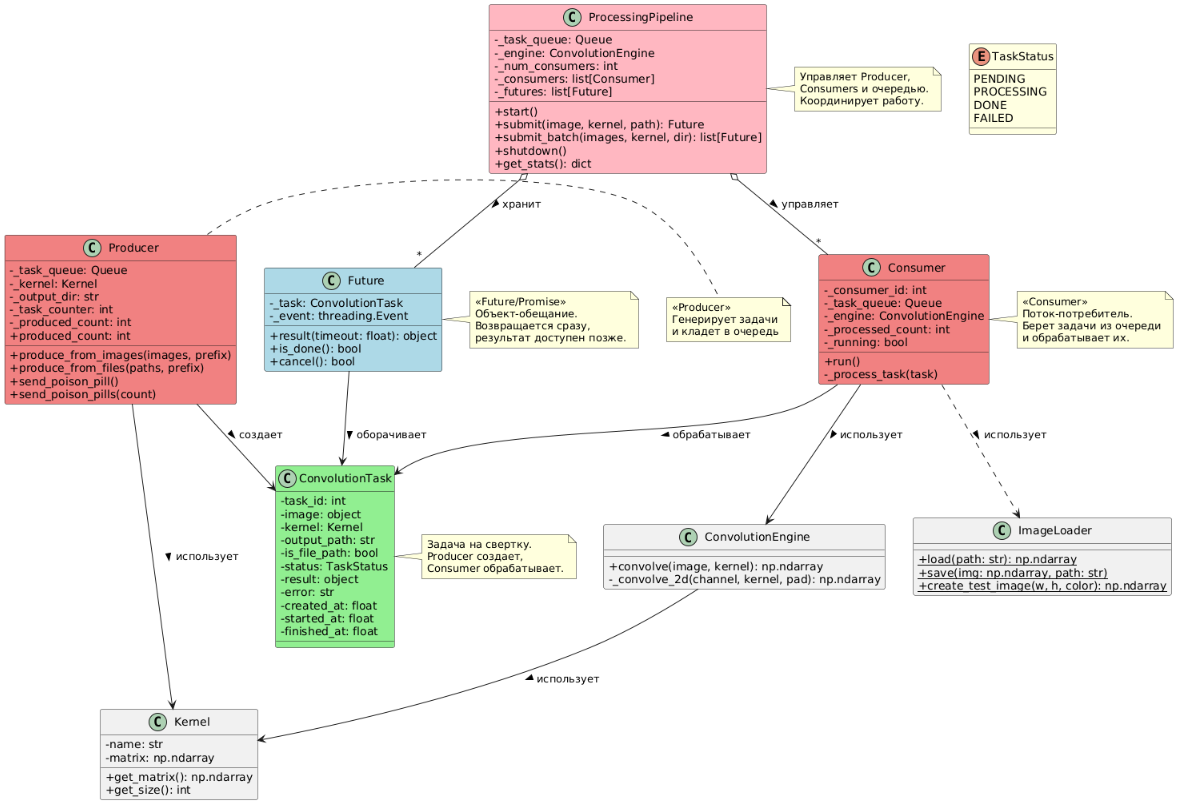 C ProcessingPipeline
-_task_queue: Queue
-_engine: ConvolutionEngine
-_num_consumers: int
-_consumers: list[Consumer]
-_futures: list[Future]
+start()
+submit(image, kernel, path): Future
+submit_batch(images, kernel, dir): list[Future]
+shutdown()
+get_stats(): dict
Управляет Producer,
Consumers и очередью.
Координирует работу.
E TaskStatus
PENDING
PROCESSING
DONE
FAILED
хранит
управляет
*
*
C Producer
-_task_queue: Queue
-_kernel: Kernel
-_output_dir: str
-_task_counter: int
-_produced_count: int
+produced_count: int
+produce_from_images(images, prefix)
+produce_from_files(paths, prefix)
+send_poison_pill()
+send_poison_pills(count)
C Future
-_task: ConvolutionTask
-_event: threading.Event
+result(timeout: float): object
+is_done(): bool
+cancel(): bool
«Future/Promise»
Объект-обещание.
Возвращается сразу,
результат доступен позже.
«Producer»
Генерирует задачи
и кладет в очередь
C Consumer
-_consumer_id: int
-_task_queue: Queue
-_engine: ConvolutionEngine
-_processed_count: int
-_running: bool
+run()
-_process_task(task)
«Consumer»
Поток-потребитель.
Берет задачи из очереди
и обрабатывает их.
создает
оборачивает
обрабатывает
использует
использует
C ConvolutionTask
-task_id: int
-image: object
-kernel: Kernel
-output_path: str
-is_file_path: bool
-status: TaskStatus
-result: object
-error: str
-created_at: float
-started_at: float
-finished_at: float
Задача на свертку.
Producer создает,
Consumer обрабатывает.
C ConvolutionEngine
+convolve(image, kernel): np.ndarray
-_convolve_2d(channel, kernel, pad): np.ndarray
C ImageLoader
+load(path: str): np.ndarray
+save(img: np.ndarray, path: str)
+create_test_image(w, h, color): np.ndarray
использует
использует
C Kernel
-name: str
-matrix: np.ndarray
+get_matrix(): np.ndarray
+get_size(): int